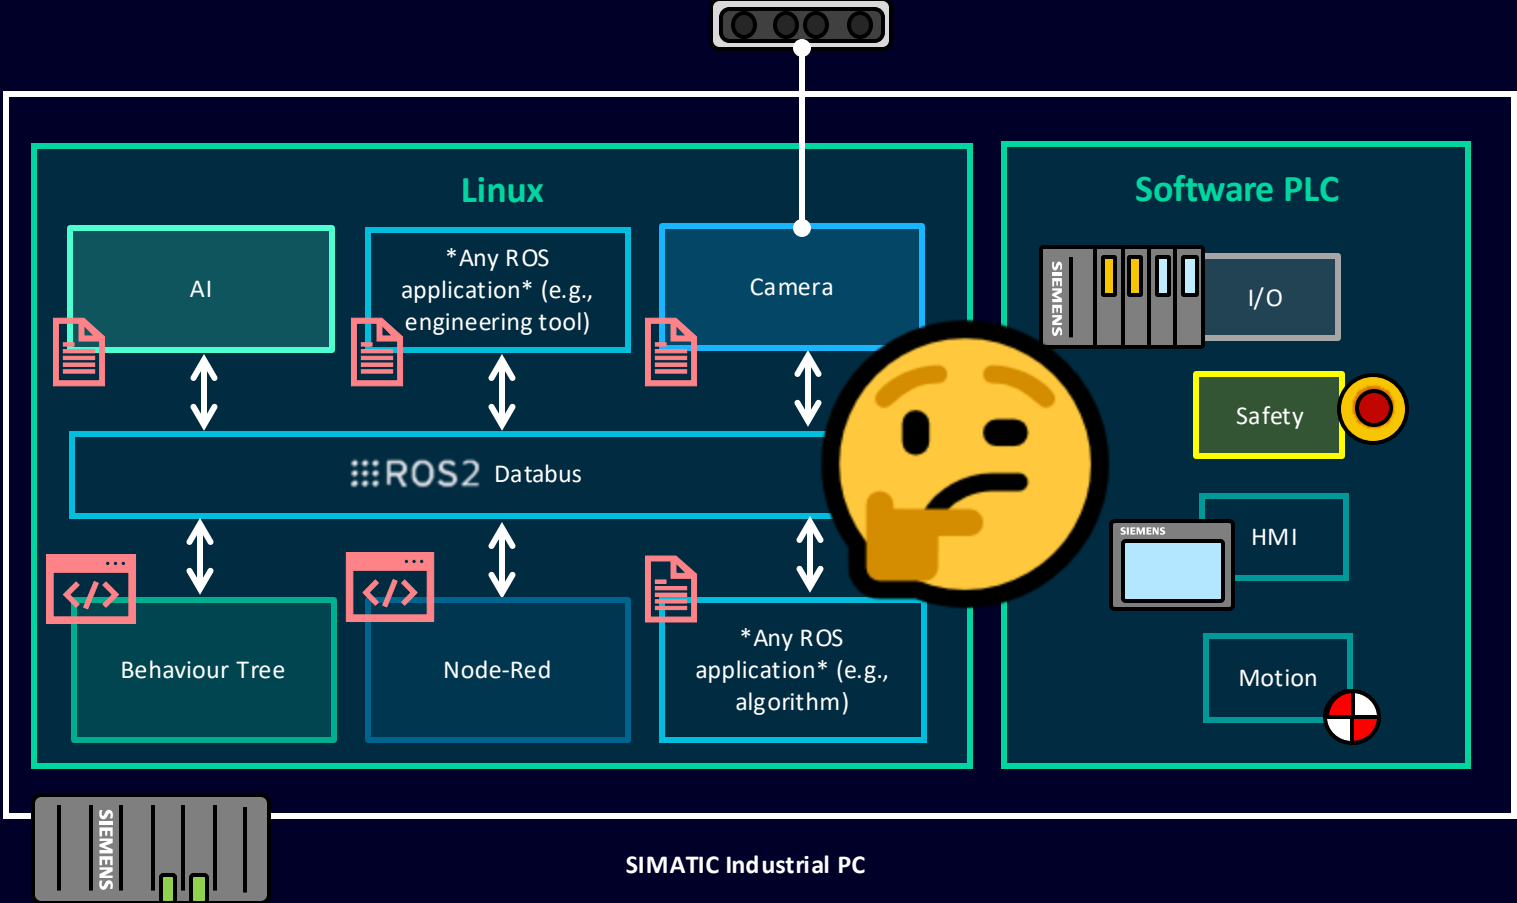 Linux
Software PLC
AI
*Any ROS
application* (e.g.,
engineering tool)
Camera
SIEMENS
I/O
Safety
ROS2 Databus
SIEMENS
HMI
</>
</>
Behaviour Tree
Node-Red
*Any ROS
application* (e.g.,
algorithm)
Motion
SIEMENS
SIMATIC Industrial PC